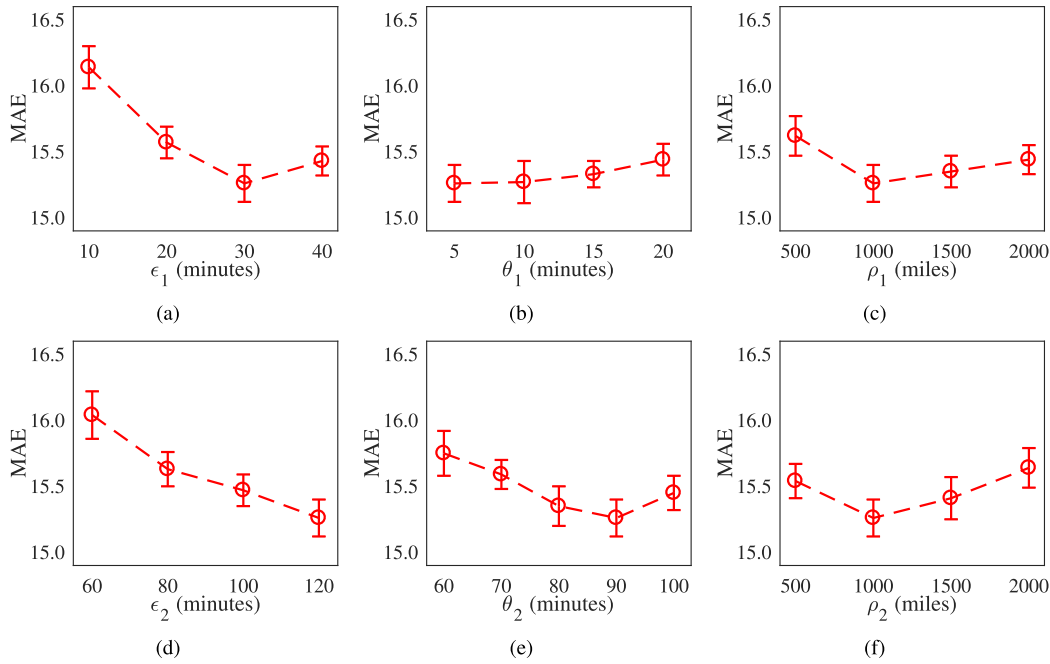 16.5
16.0
15.5
15.0
MAE
10 20 30 40
ϵ1 (minutes)
(a)
16.5
16.0
15.5
15.0
MAE
5 10 15 20
θ1 (minutes)
(b)
16.5
16.0
15.5
15.0
MAE
500 1000 1500 2000
ρ1 (miles)
(c)
16.5
16.0
15.5
15.0
MAE
60 80 100 120
ϵ2 (minutes)
(d)
16.5
16.0
15.5
15.0
MAE
60 70 80 90 100
θ2 (minutes)
(e)
16.5
16.0
15.5
15.0
MAE
500 1000 1500 2000
ρ2 (miles)
(f)